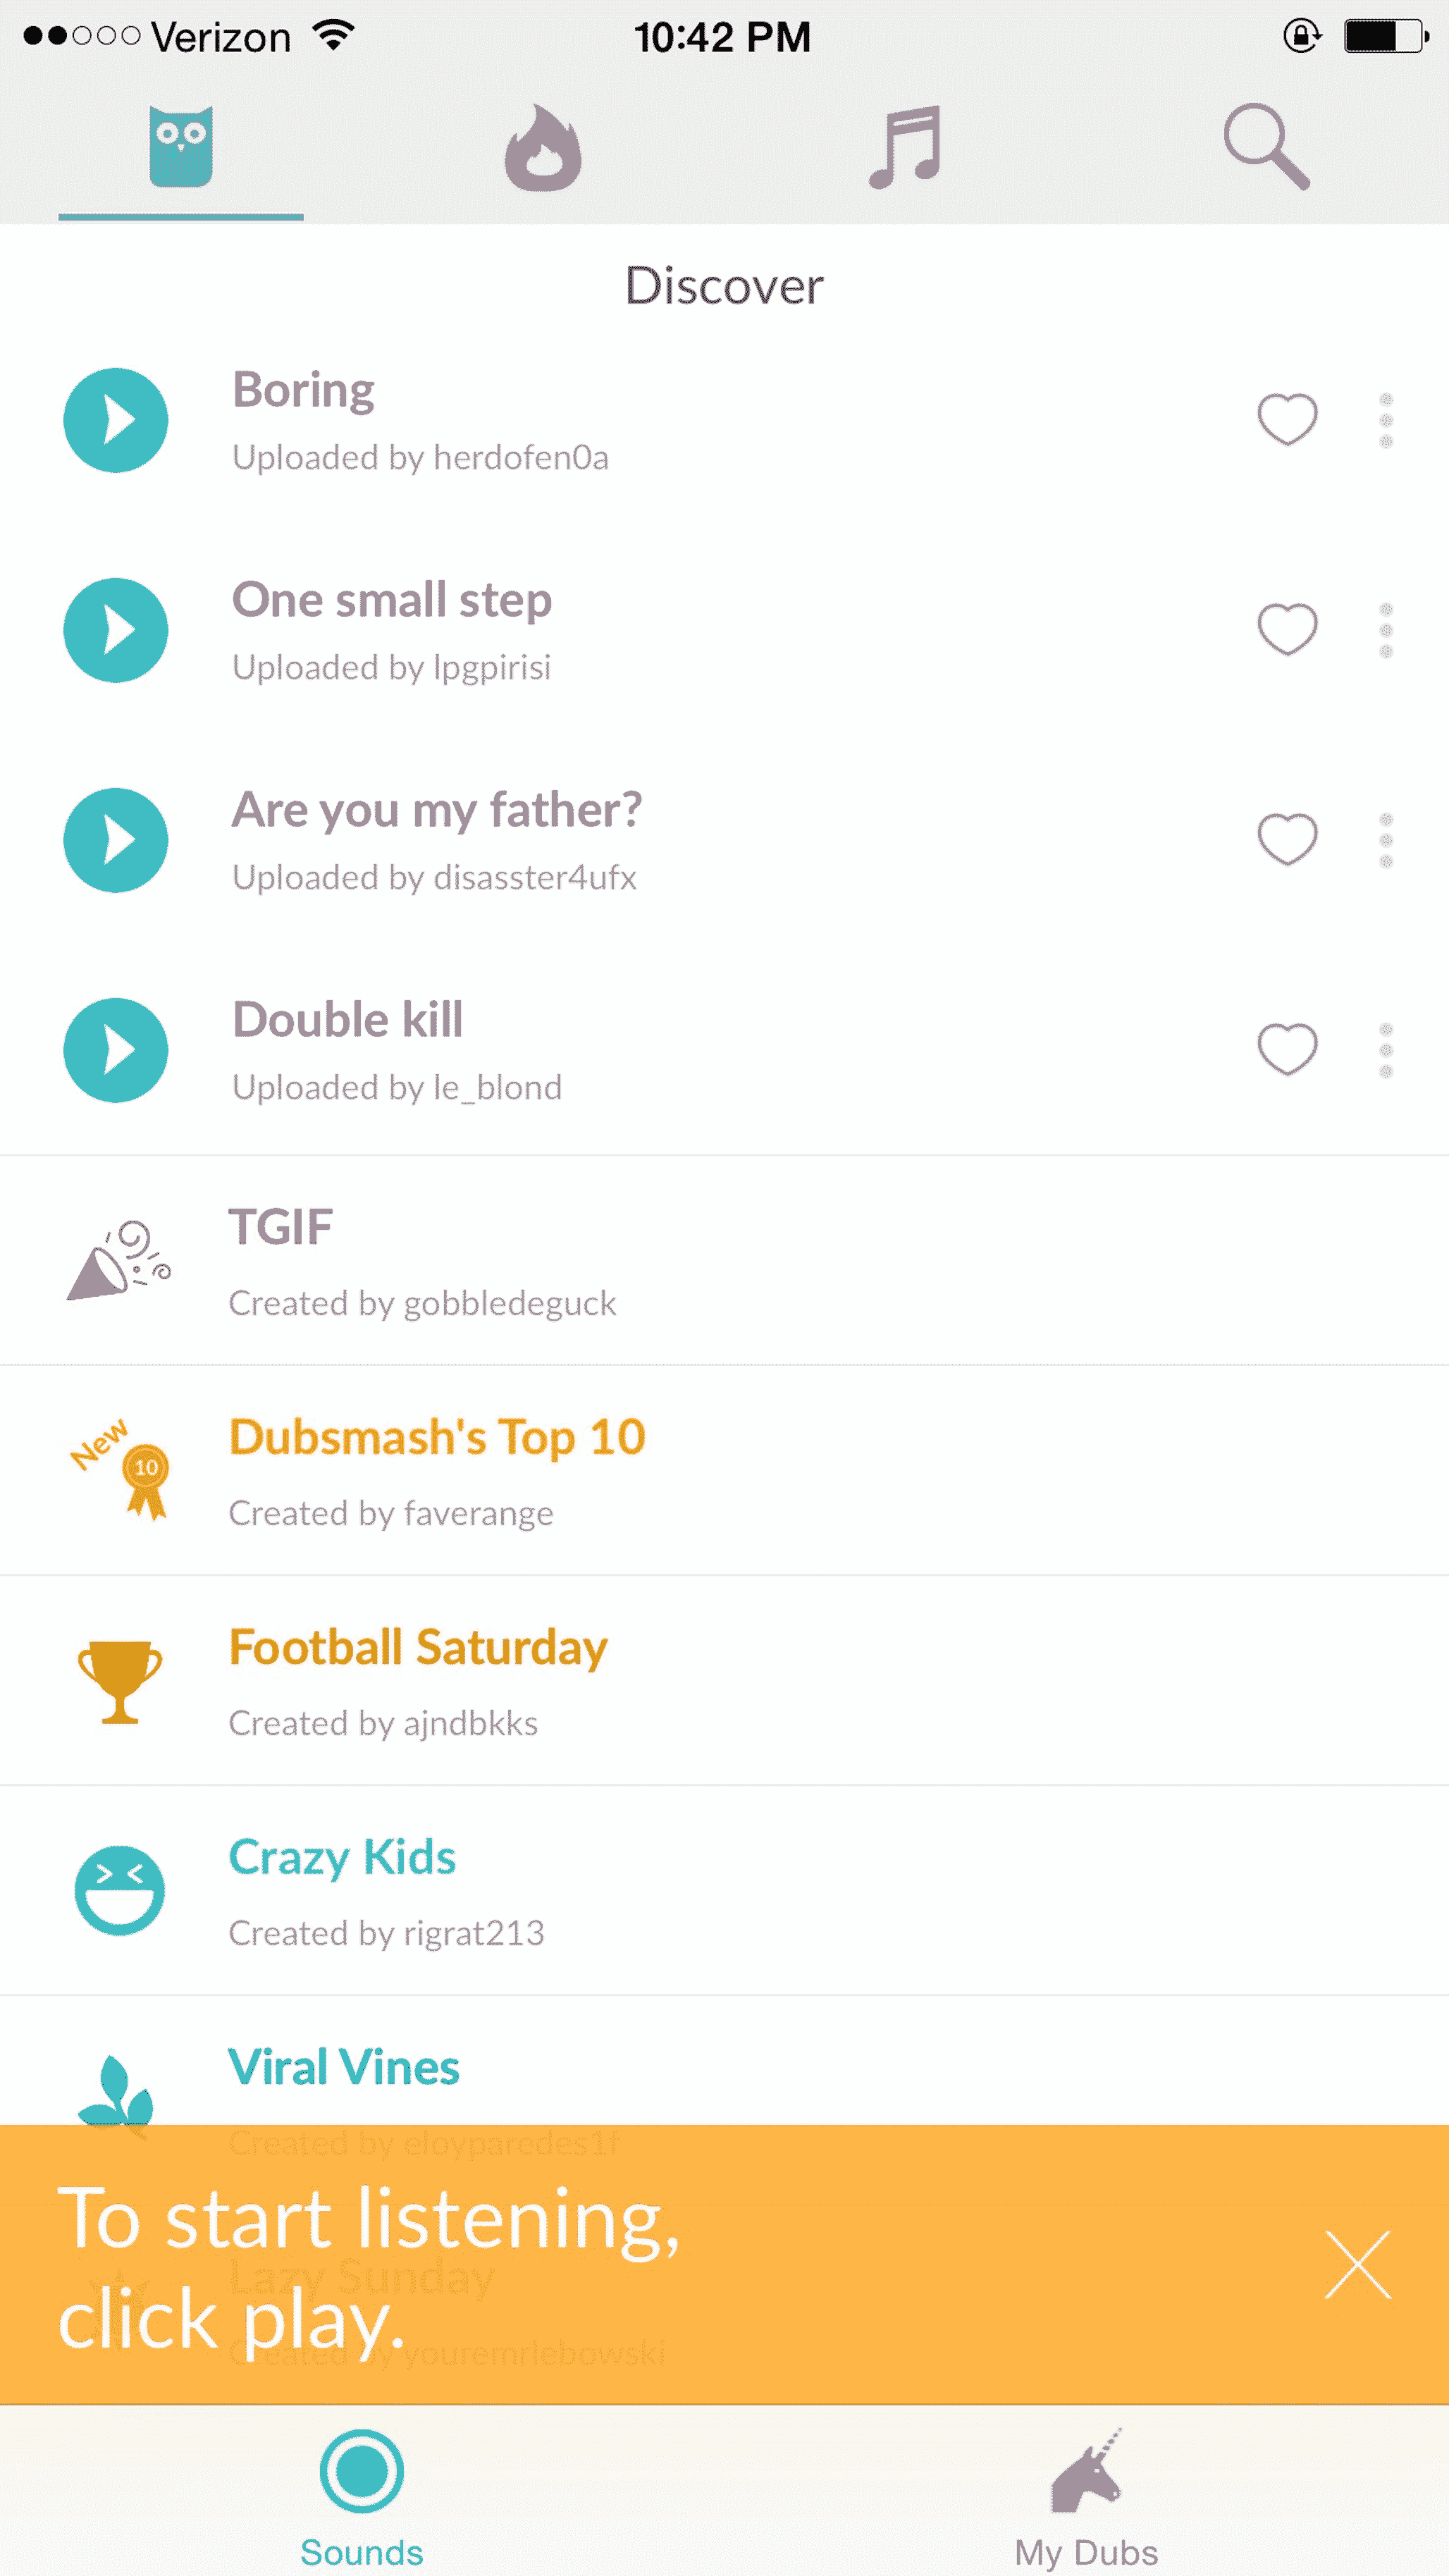 Verizon 10:42 PM
Discover
Boring
Uploaded by herdofen0a
One small step
Uploaded by lpgpirisi
Are you my father?
Uploaded by disasster4ufx
Double kill
Uploaded by le_blond
TGIF
Created by gobbledeguck
New
10
Dubsmash's Top 10
Created by faverange
Football Saturday
Created by ajndbkks
Crazy Kids
Created by rigrat213
Viral Vines
Created by eloyparedes1f
To start listening,
Lazy Sunday
click play.
Created by youremrlebowski
Sounds
My Dubs